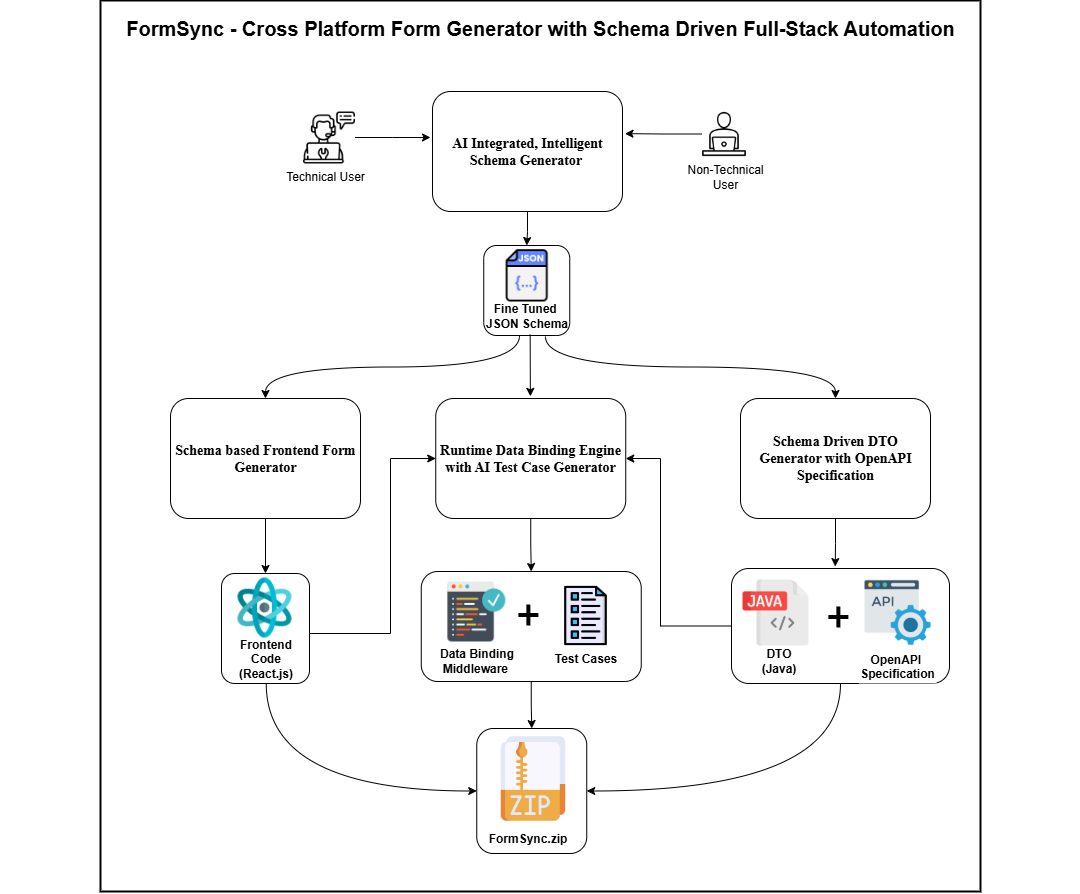 FormSync - Cross Platform Form Generator with Schema Driven Full-Stack Automation
AI Integrated, Intelligent
Schema Generator
Technical User
Non-Technical
User
JSON
{...}
Fine Tuned
JSON Schema
Schema based Frontend Form
Generator
Runtime Data Binding Engine
with AI Test Case Generator
Schema Driven DTO
Generator with OpenAPI
Specification
Frontend
Code
(React.js)
+
Data Binding
Middleware
Test Cases
JAVA
</>
DTO
(Java)
+
API
OpenAPI
Specification
ZIP
FormSync.zip